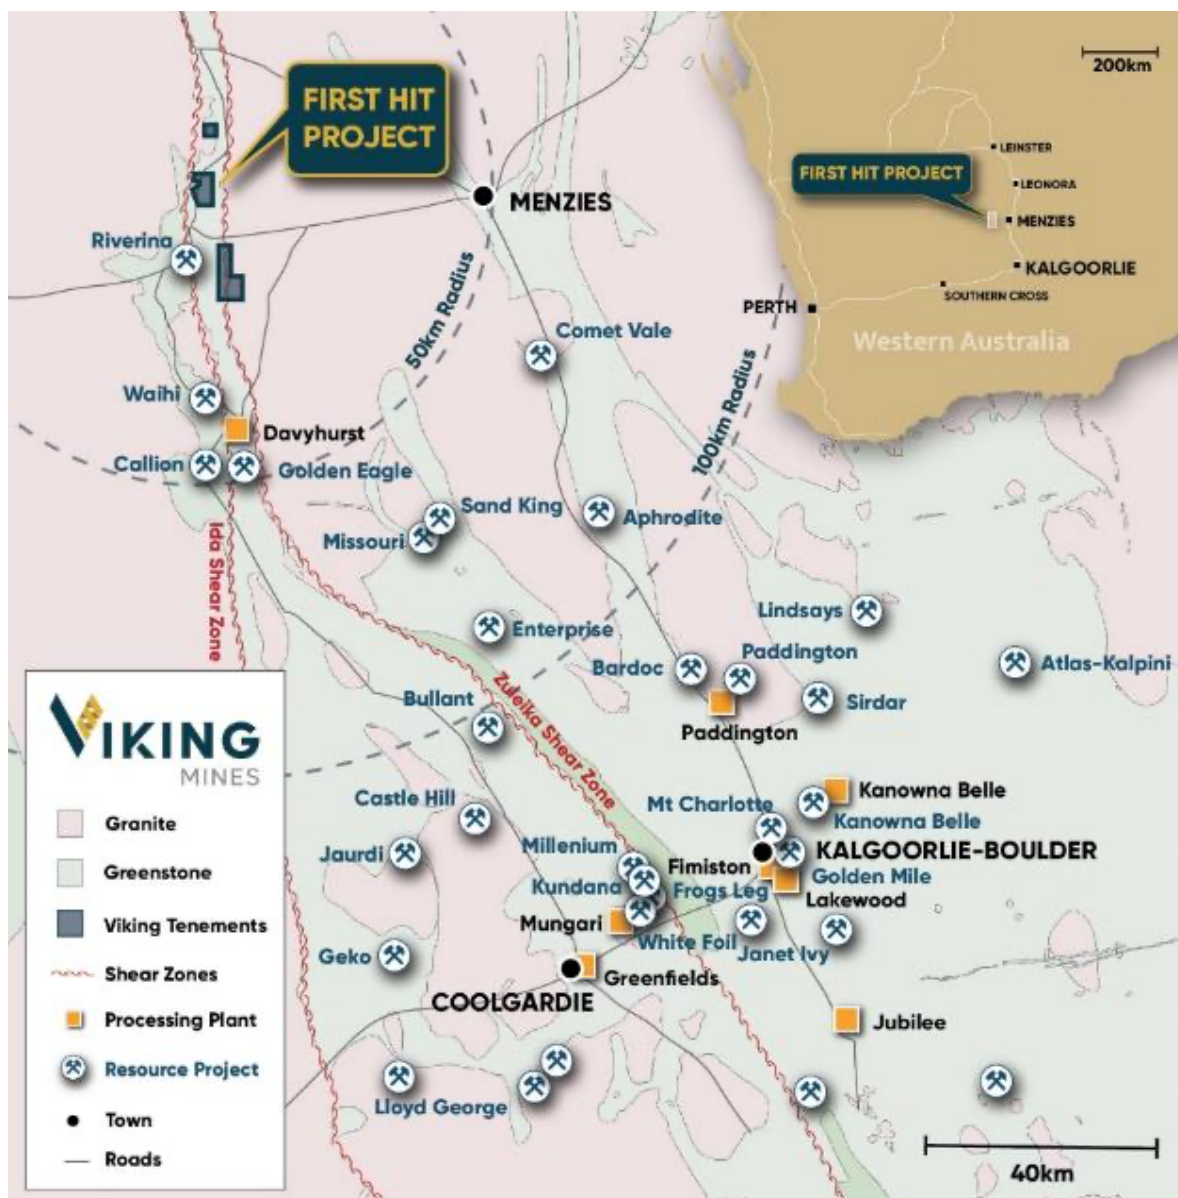 FIRST HIT
PROJECT
200km
LEINSTER
FIRST HIT PROJECT
LEONORA
MENZIES
MENZIES
Riverina
KALGOORLIE
SOUTHERN CROSS
PERTH
50km Radius
Comet Vale
Western Australia
100km Radius
Waihi
Davyhurst
Callion
Golden Eagle
Sand King
Aphrodite
Missouri
Ida Shear Zone
Lindsays
Enterprise
Paddington
Bardoc
Atlas-Kalpini
Zuleika Shear Zone
Bullant
Sirdar
Paddington
VIKING
MINES
Granite
Greenstone
Viking Tenements
Shear Zones
Processing Plant
Resource Project
Town
Roads
Castle Hill
Mt Charlotte
Kanowna Belle
Kanowna Belle
Jaurdi
Millenium
Fimiston
KALGOORLIE-BOULDER
Kundana
Frogs Leg
Golden Mile
Lakewood
Mungari
White Foil
Janet Ivy
Geko
Greenfields
COOLGARDIE
Jubilee
Lloyd George
40km